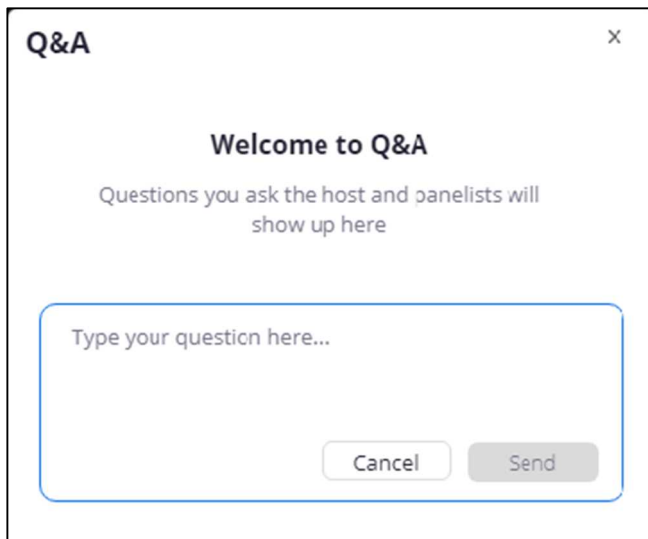 Q&A
Welcome to Q&A
Questions you ask the host and panelists will
show up here
Type your question here...
Cancel
Send